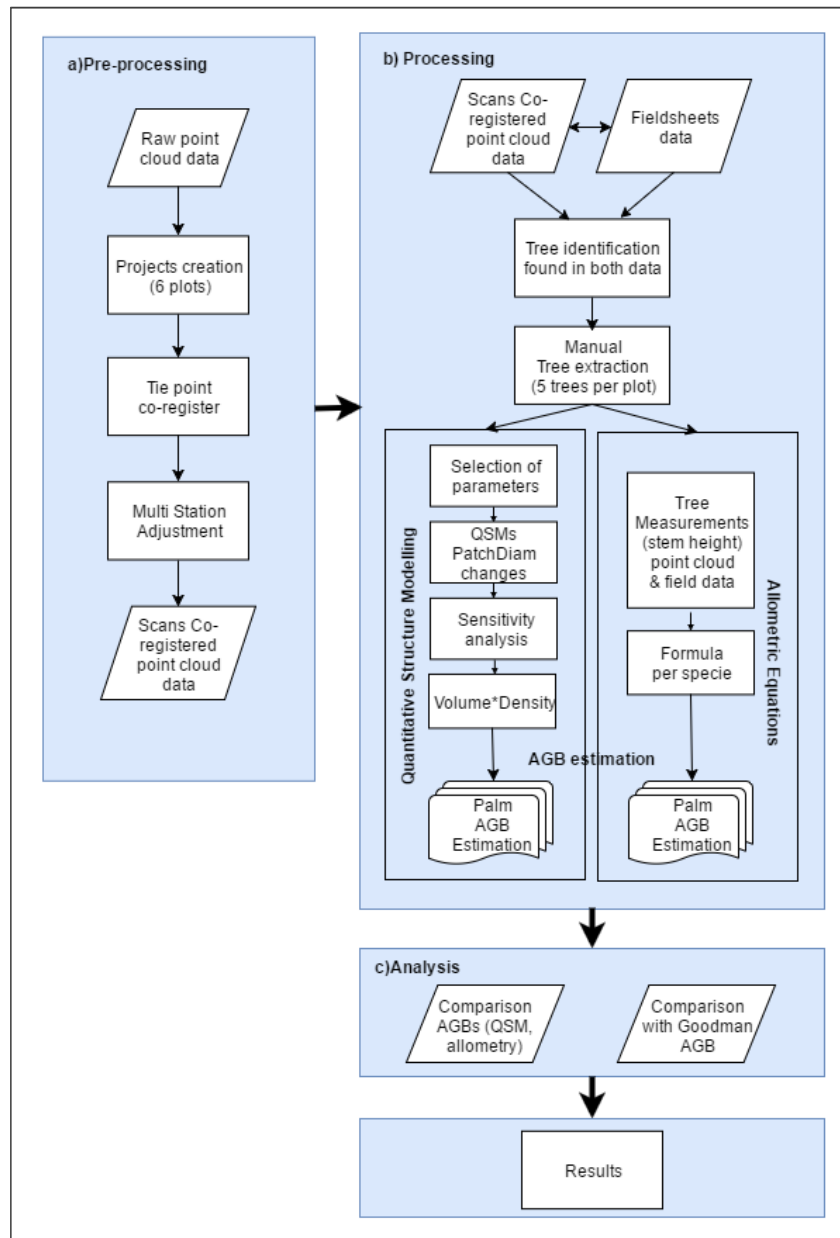 a)Pre-processing
Raw point
cloud data
Projects creation
(6 plots)
Tie point
co-register
Multi Station
Adjustment
Scans Co-
registered
point cloud
data
b) Processing
Scans Co-
registered
point cloud
data
Fieldsheets
data
Tree identification
found in both data
Manual
Tree extraction
(5 trees per plot)
Quantitative Structure Modelling
Selection of
parameters
QSMs
PatchDiam
changes
Sensitivity
analysis
Volume*Density
Palm
AGB
Estimation
AGB estimation
Tree
Measurements
(stem height)
point cloud
& field data
Formula
per specie
Palm
AGB
Estimation
Allometric Equations
c)Analysis
Comparison
AGBs (QSM,
allometry)
Comparison
with Goodman
AGB
Results